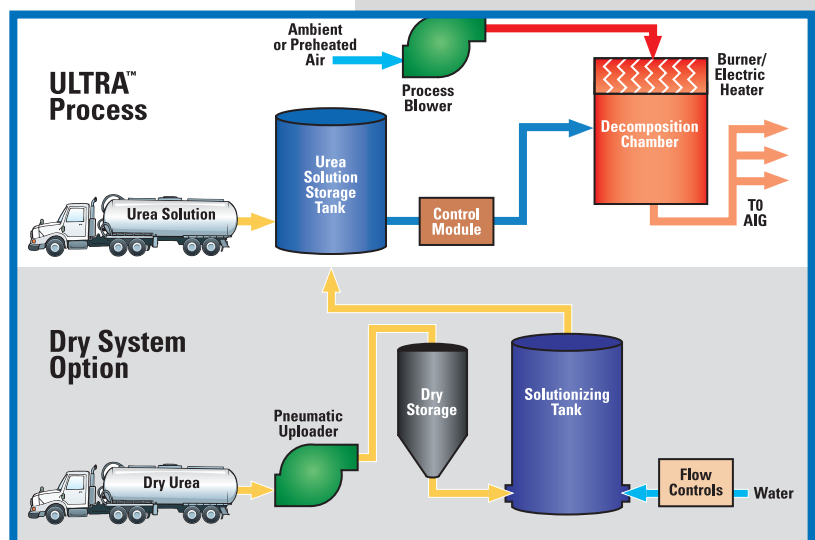 ULTRA™
Process
Ambient
or Preheated
Air
Process
Blower
Burner/
Electric
Heater
Decomposition
Chamber
Urea
Solution
Storage
Tank
Urea Solution
Control
Module
TO
AIG
Dry System
Option
Pneumatic
Uploader
Dry
Storage
Solutionizing
Tank
Dry Urea
Flow
Controls
Water